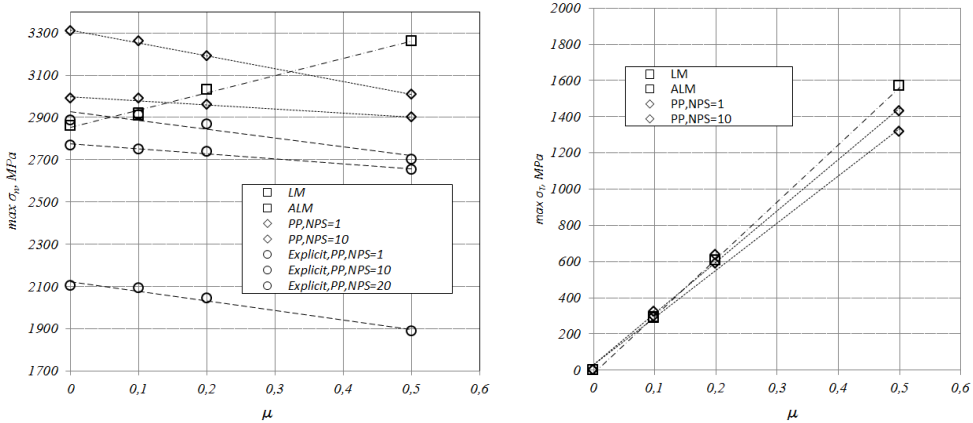 max σn, MPa
3300
3100
2900
2700
2500
2300
2100
1900
1700
0
0,1
0,2
0,3
0,4
0,5
0,6
μ
LM
ALM
PP,NPS=1
PP,NPS=10
Explicit,PP,NPS=1
Explicit,PP,NPS=10
Explicit,PP,NPS=20
max σT, MPa
2000
1800
1600
1400
1200
1000
800
600
400
200
0
0
0,1
0,2
0,3
0,4
0,5
0,6
μ
LM
ALM
PP,NPS=1
PP,NPS=10